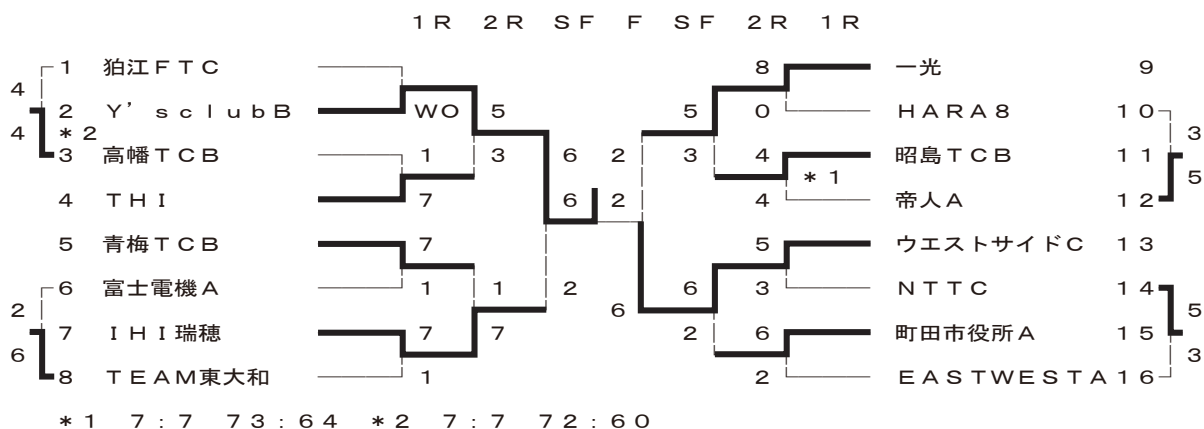 1R 2R SF F SF 2R 1R
1 狛江FTC 8 一光 9
4
2 Y'sclubB WO 5 5 0 HARA8 10
4 *2 3
3 高幡TCB 1 3 6 2 3 4 昭島TCB 11
*1 5
4 THI 7 6 2 4 帝人A 12
5 青梅TCB 7 5 ウエストサイドC 13
6 富士電機A 1 1 2 6 6 3 NTTC 14
2 5
7 IHI瑞穂 7 7 2 6 町田市役所A 15
6 3
8 TEAM東大和 1 2 EASTWESTA 16
*1 7:7 73:64 *2 7:7 72:60